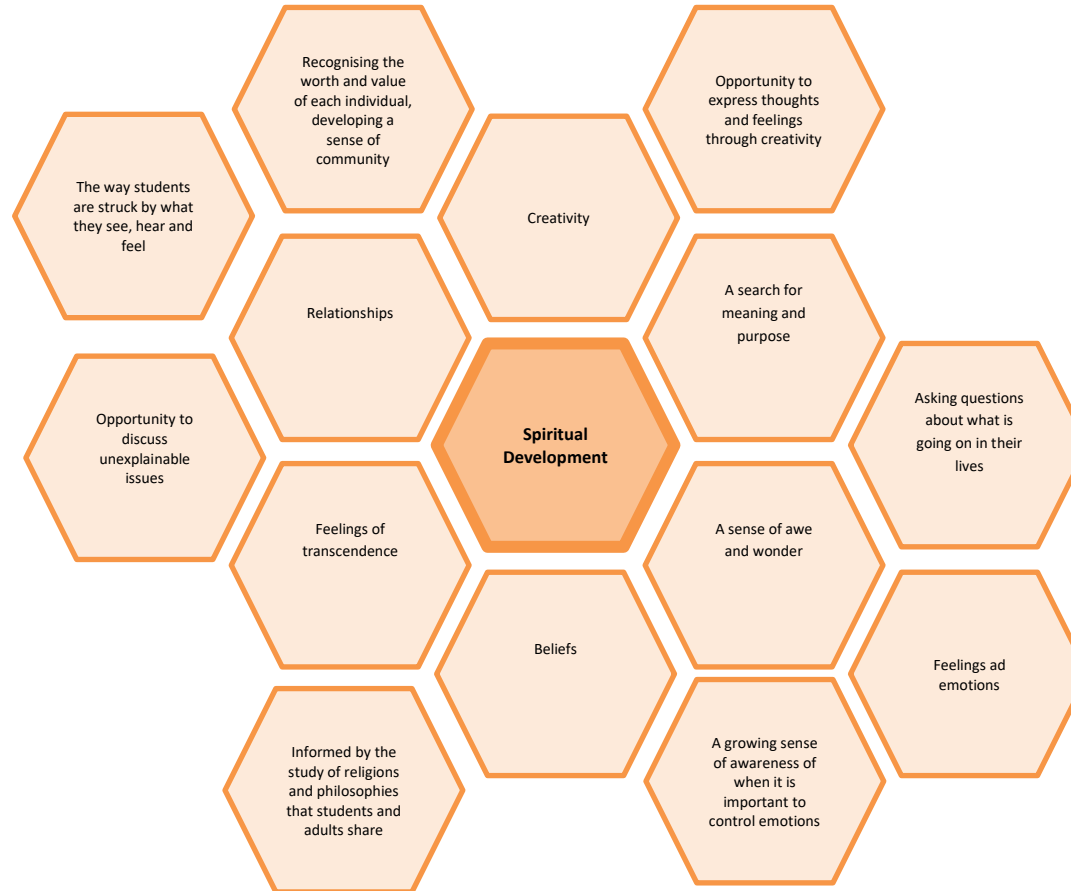 Recognising the
worth and value
of each individual,
developing a
sense of
community
Opportunity to
express thoughts
and feelings
through creativity
The way students
are struck by what
they see, hear and
feel
Creativity
Relationships
A search for
meaning and
purpose
Opportunity to
discuss
unexplainable
issues
Spiritual
Development
Asking questions
about what is
going on in their
lives
Feelings of
transcendence
A sense of awe
and wonder
Beliefs
Feelings ad
emotions
Informed by the
study of religions
and philosophies
that students and
adults share
A growing sense
of awareness of
when it is
important to
control emotions